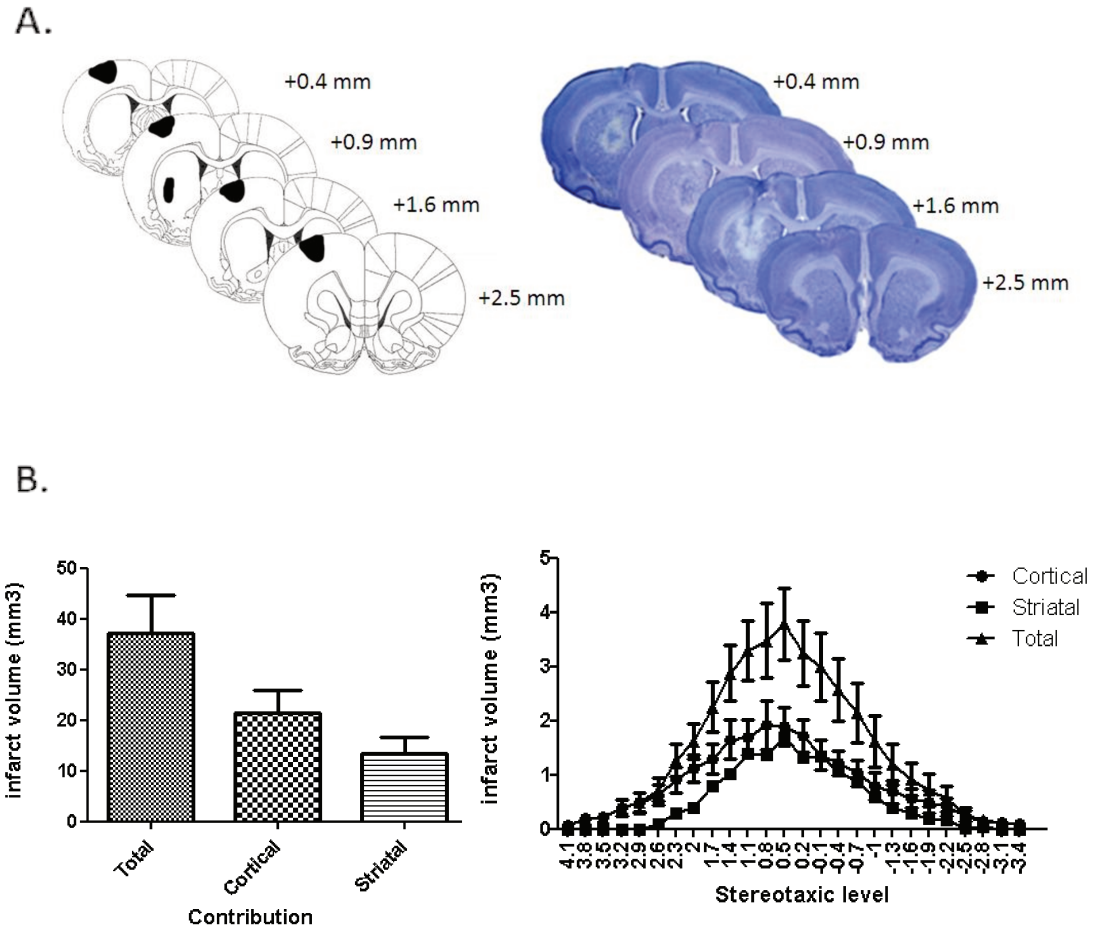 A.
+0.4 mm
+0.9 mm
+1.6 mm
+2.5 mm
+0.4 mm
+0.9 mm
+1.6 mm
+2.5 mm
B.
infarct volume (mm3)
50
40
30
20
10
0
Total
Cortical
Striatal
Contribution
infarct volume (mm3)
5
4
3
2
1
0
4.1
3.8
3.5
3.2
2.9
2.6
2.3
2
1.7
1.4
1.1
0.8
0.5
0.2
-0.1
-0.4
-0.7
-1
-1.3
-1.6
-1.9
-2.2
-2.5
-2.8
-3.1
-3.4
Stereotaxic level
Cortical
Striatal
Total